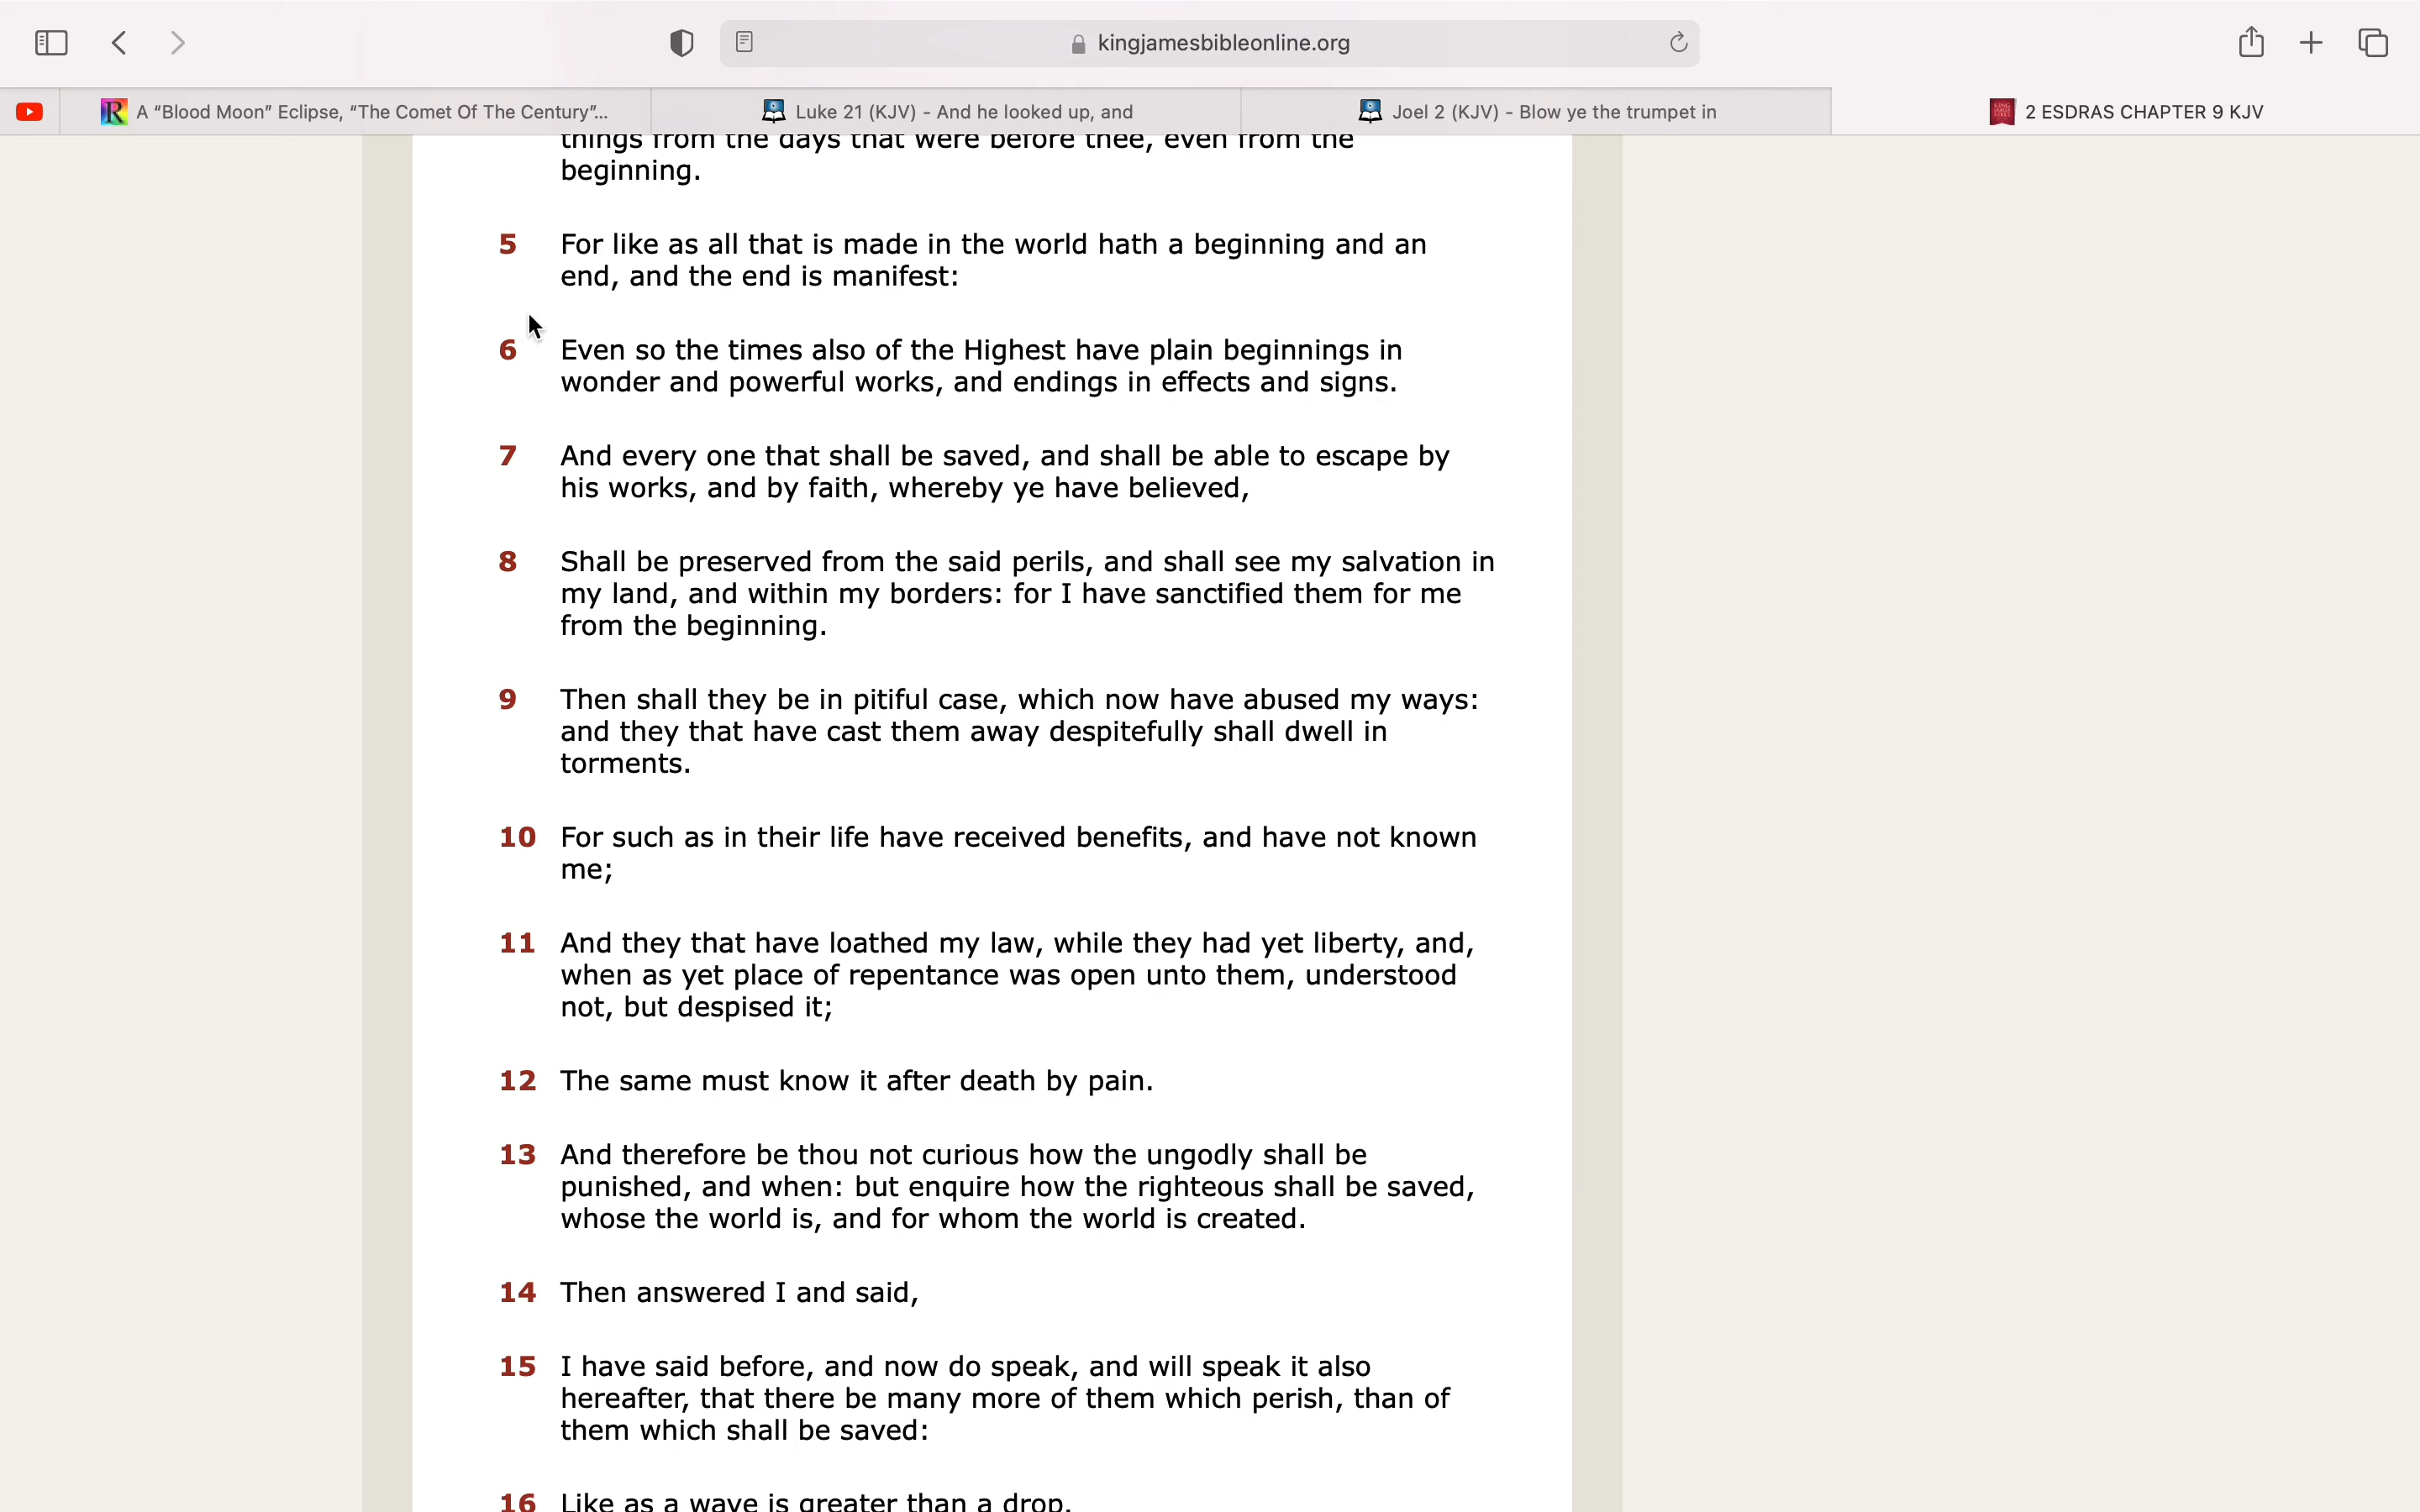 kingjamesbibleonline.org
A “Blood Moon” Eclipse, “The Comet Of The Century”...
Luke 21 (KJV) - And he looked up, and
Joel 2 (KJV) - Blow ye the trumpet in
2 ESDRAS CHAPTER 9 KJV
things from the days that were before thee, even from the
beginning.
5 For like as all that is made in the world hath a beginning and an
end, and the end is manifest:
6 Even so the times also of the Highest have plain beginnings in
wonder and powerful works, and endings in effects and signs.
7 And every one that shall be saved, and shall be able to escape by
his works, and by faith, whereby ye have believed,
8 Shall be preserved from the said perils, and shall see my salvation in
my land, and within my borders: for I have sanctified them for me
from the beginning.
9 Then shall they be in pitiful case, which now have abused my ways:
and they that have cast them away despitefully shall dwell in
torments.
10 For such as in their life have received benefits, and have not known
me;
11 And they that have loathed my law, while they had yet liberty, and,
when as yet place of repentance was open unto them, understood
not, but despised it;
12 The same must know it after death by pain.
13 And therefore be thou not curious how the ungodly shall be
punished, and when: but enquire how the righteous shall be saved,
whose the world is, and for whom the world is created.
14 Then answered I and said,
15 I have said before, and now do speak, and will speak it also
hereafter, that there be many more of them which perish, than of
them which shall be saved:
16 Like as a wave is greater than a drop.